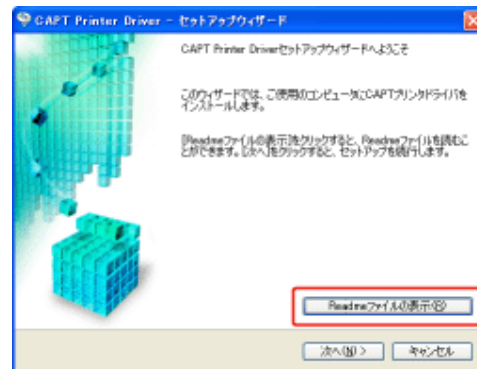 CAPT Printer Driver - セットアップウィザード
CAPT Printer Driverセットアップウィザードへようこそ
このウィザードでは、ご使用のコンピュータにCAPTプリンタドライバを
インストールします。
[Readmeファイルの表示]をクリックすると、Readmeファイルを読むこ
とができます。[次へ]をクリックすると、セットアップを続行します。
Readmeファイルの表示(R)
次へ(N) >
キャンセル